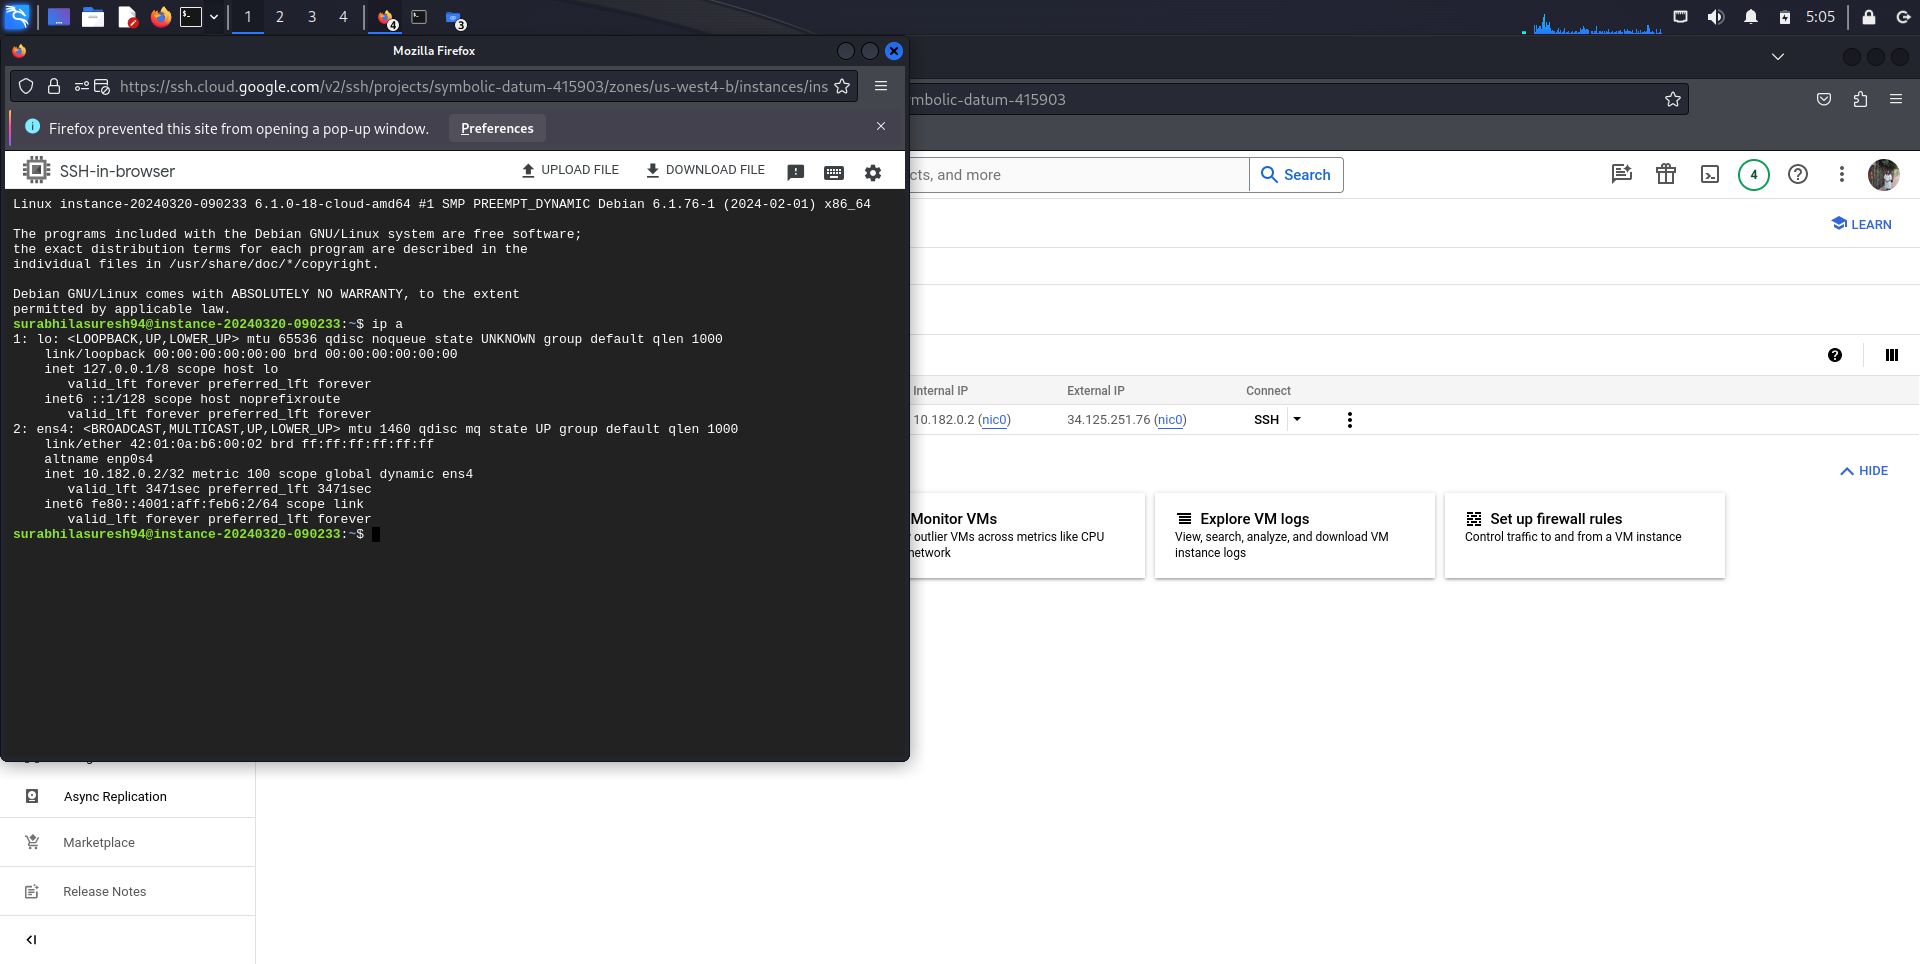 1 2 3 4 4 3 5:05
Mozilla Firefox
https://ssh.cloud.google.com/v2/ssh/projects/symbolic-datum-415903/zones/us-west4-b/instances/ins
Firefox prevented this site from opening a pop-up window. Preferences
SSH-in-browser UPLOAD FILE DOWNLOAD FILE
Linux instance-20240320-090233 6.1.0-18-cloud-amd64 #1 SMP PREEMPT_DYNAMIC Debian 6.1.76-1 (2024-02-01) x86_64
The programs included with the Debian GNU/Linux system are free software;
the exact distribution terms for each program are described in the
individual files in /usr/share/doc/*/copyright.
Debian GNU/Linux comes with ABSOLUTELY NO WARRANTY, to the extent
permitted by applicable law.
surabhilasuresh94@instance-20240320-090233:~$ ip a
1: lo: <LOOPBACK,UP,LOWER_UP> mtu 65536 qdisc noqueue state UNKNOWN group default qlen 1000
link/loopback 00:00:00:00:00:00 brd 00:00:00:00:00:00
inet 127.0.0.1/8 scope host lo
valid_lft forever preferred_lft forever
inet6 ::1/128 scope host noprefixroute
valid_lft forever preferred_lft forever
2: ens4: <BROADCAST,MULTICAST,UP,LOWER_UP> mtu 1460 qdisc mq state UP group default qlen 1000
link/ether 42:01:0a:b6:00:02 brd ff:ff:ff:ff:ff:ff
altname enp0s4
inet 10.182.0.2/32 metric 100 scope global dynamic ens4
valid_lft 3471sec preferred_lft 3471sec
inet6 fe80::4001:aff:feb6:2/64 scope link
valid_lft forever preferred_lft forever
surabhilasuresh94@instance-20240320-090233:~$
mbolic-datum-415903
cts, and more Search 4
LEARN
Internal IP External IP Connect
10.182.0.2 (nic0) 34.125.251.76 (nic0) SSH
HIDE
Monitor VMs
outlier VMs across metrics like CPU
network
Explore VM logs
View, search, analyze, and download VM
instance logs
Set up firewall rules
Control traffic to and from a VM instance
Async Replication
Marketplace
Release Notes